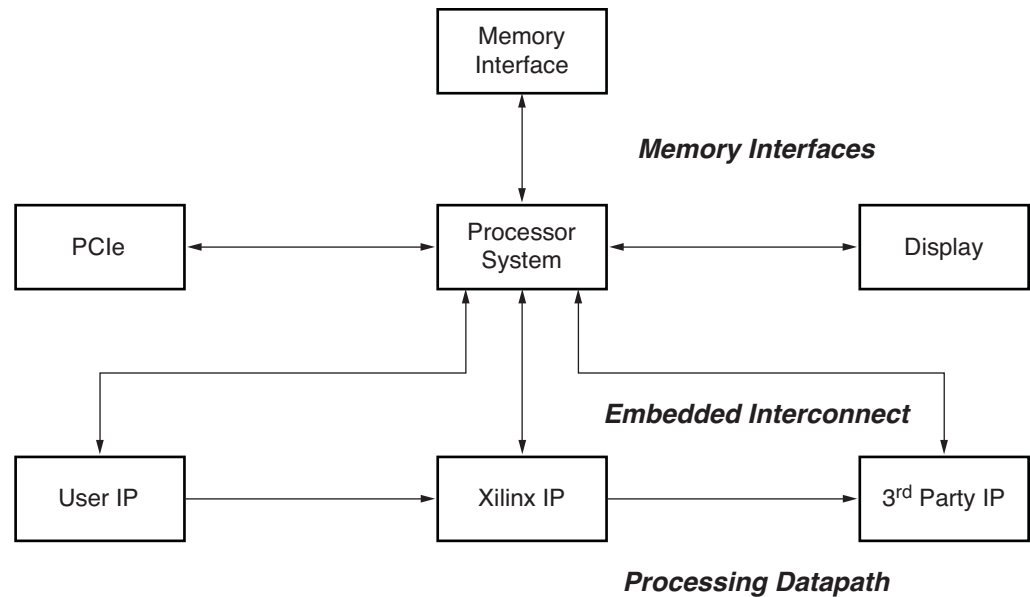 Memory
Interface
Memory Interfaces
PCIe
Processor
System
Display
Embedded Interconnect
User IP
Xilinx IP
3rd Party IP
Processing Datapath